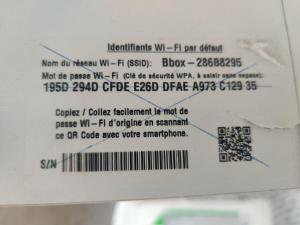 Identifiants Wi-Fi par défaut
Nom du réseau Wi-Fi (SSID): Bbox-286B8295
Mot de passe Wi-Fi (Clé de sécurité WPA, à saisir sans espace):
195D 294D CFDE E26D DFAE A973 C129 35
Copiez / Collez facilement le mot de
passe Wi-Fi d'origine en scannant
ce QR Code avec votre smartphone.
S/N